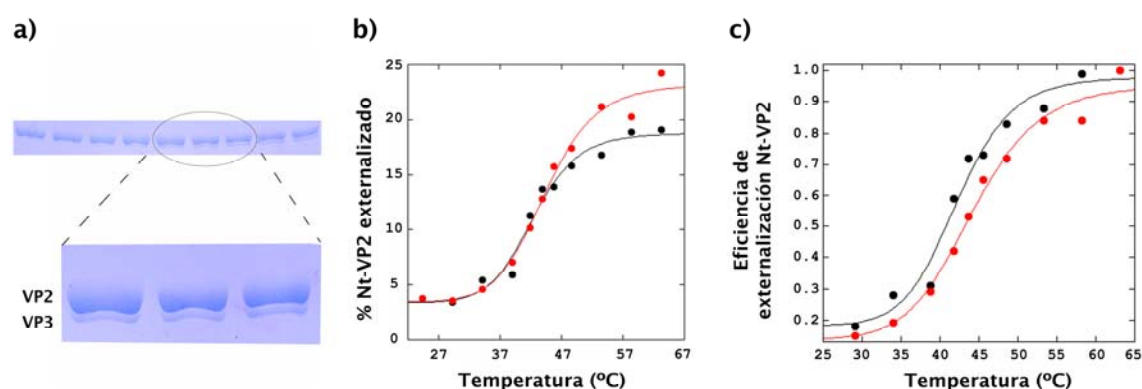 a)
VP2
VP3
b)
% Nt-VP2 externalizado
25
20
15
10
5
0
27 37 47 57 67
Temperatura (ºC)
c)
Eficiencia de
externalización Nt-VP2
1.0
0.9
0.8
0.7
0.6
0.5
0.4
0.3
0.2
25 30 35 40 45 50 55 60 65
Temperatura (ºC)